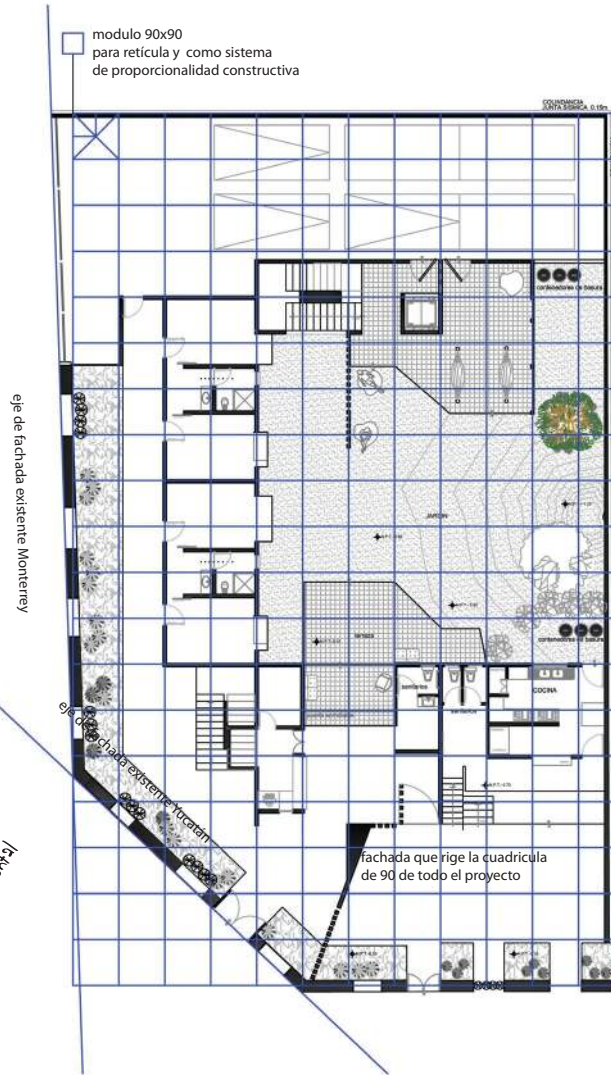 modulo 90x90
para retícula y como sistema
de proporcionalidad constructiva
COLINDANCIA
JUNTA SISMICA 0.15m
contenedores de basura
eje de fachada existente Monterrey
JARDIN
contenedores de basura
sanitarios
COCINA
eje de fachada existente Yucatán
fachada que rige la cuadricula
de 90 de todo el proyecto